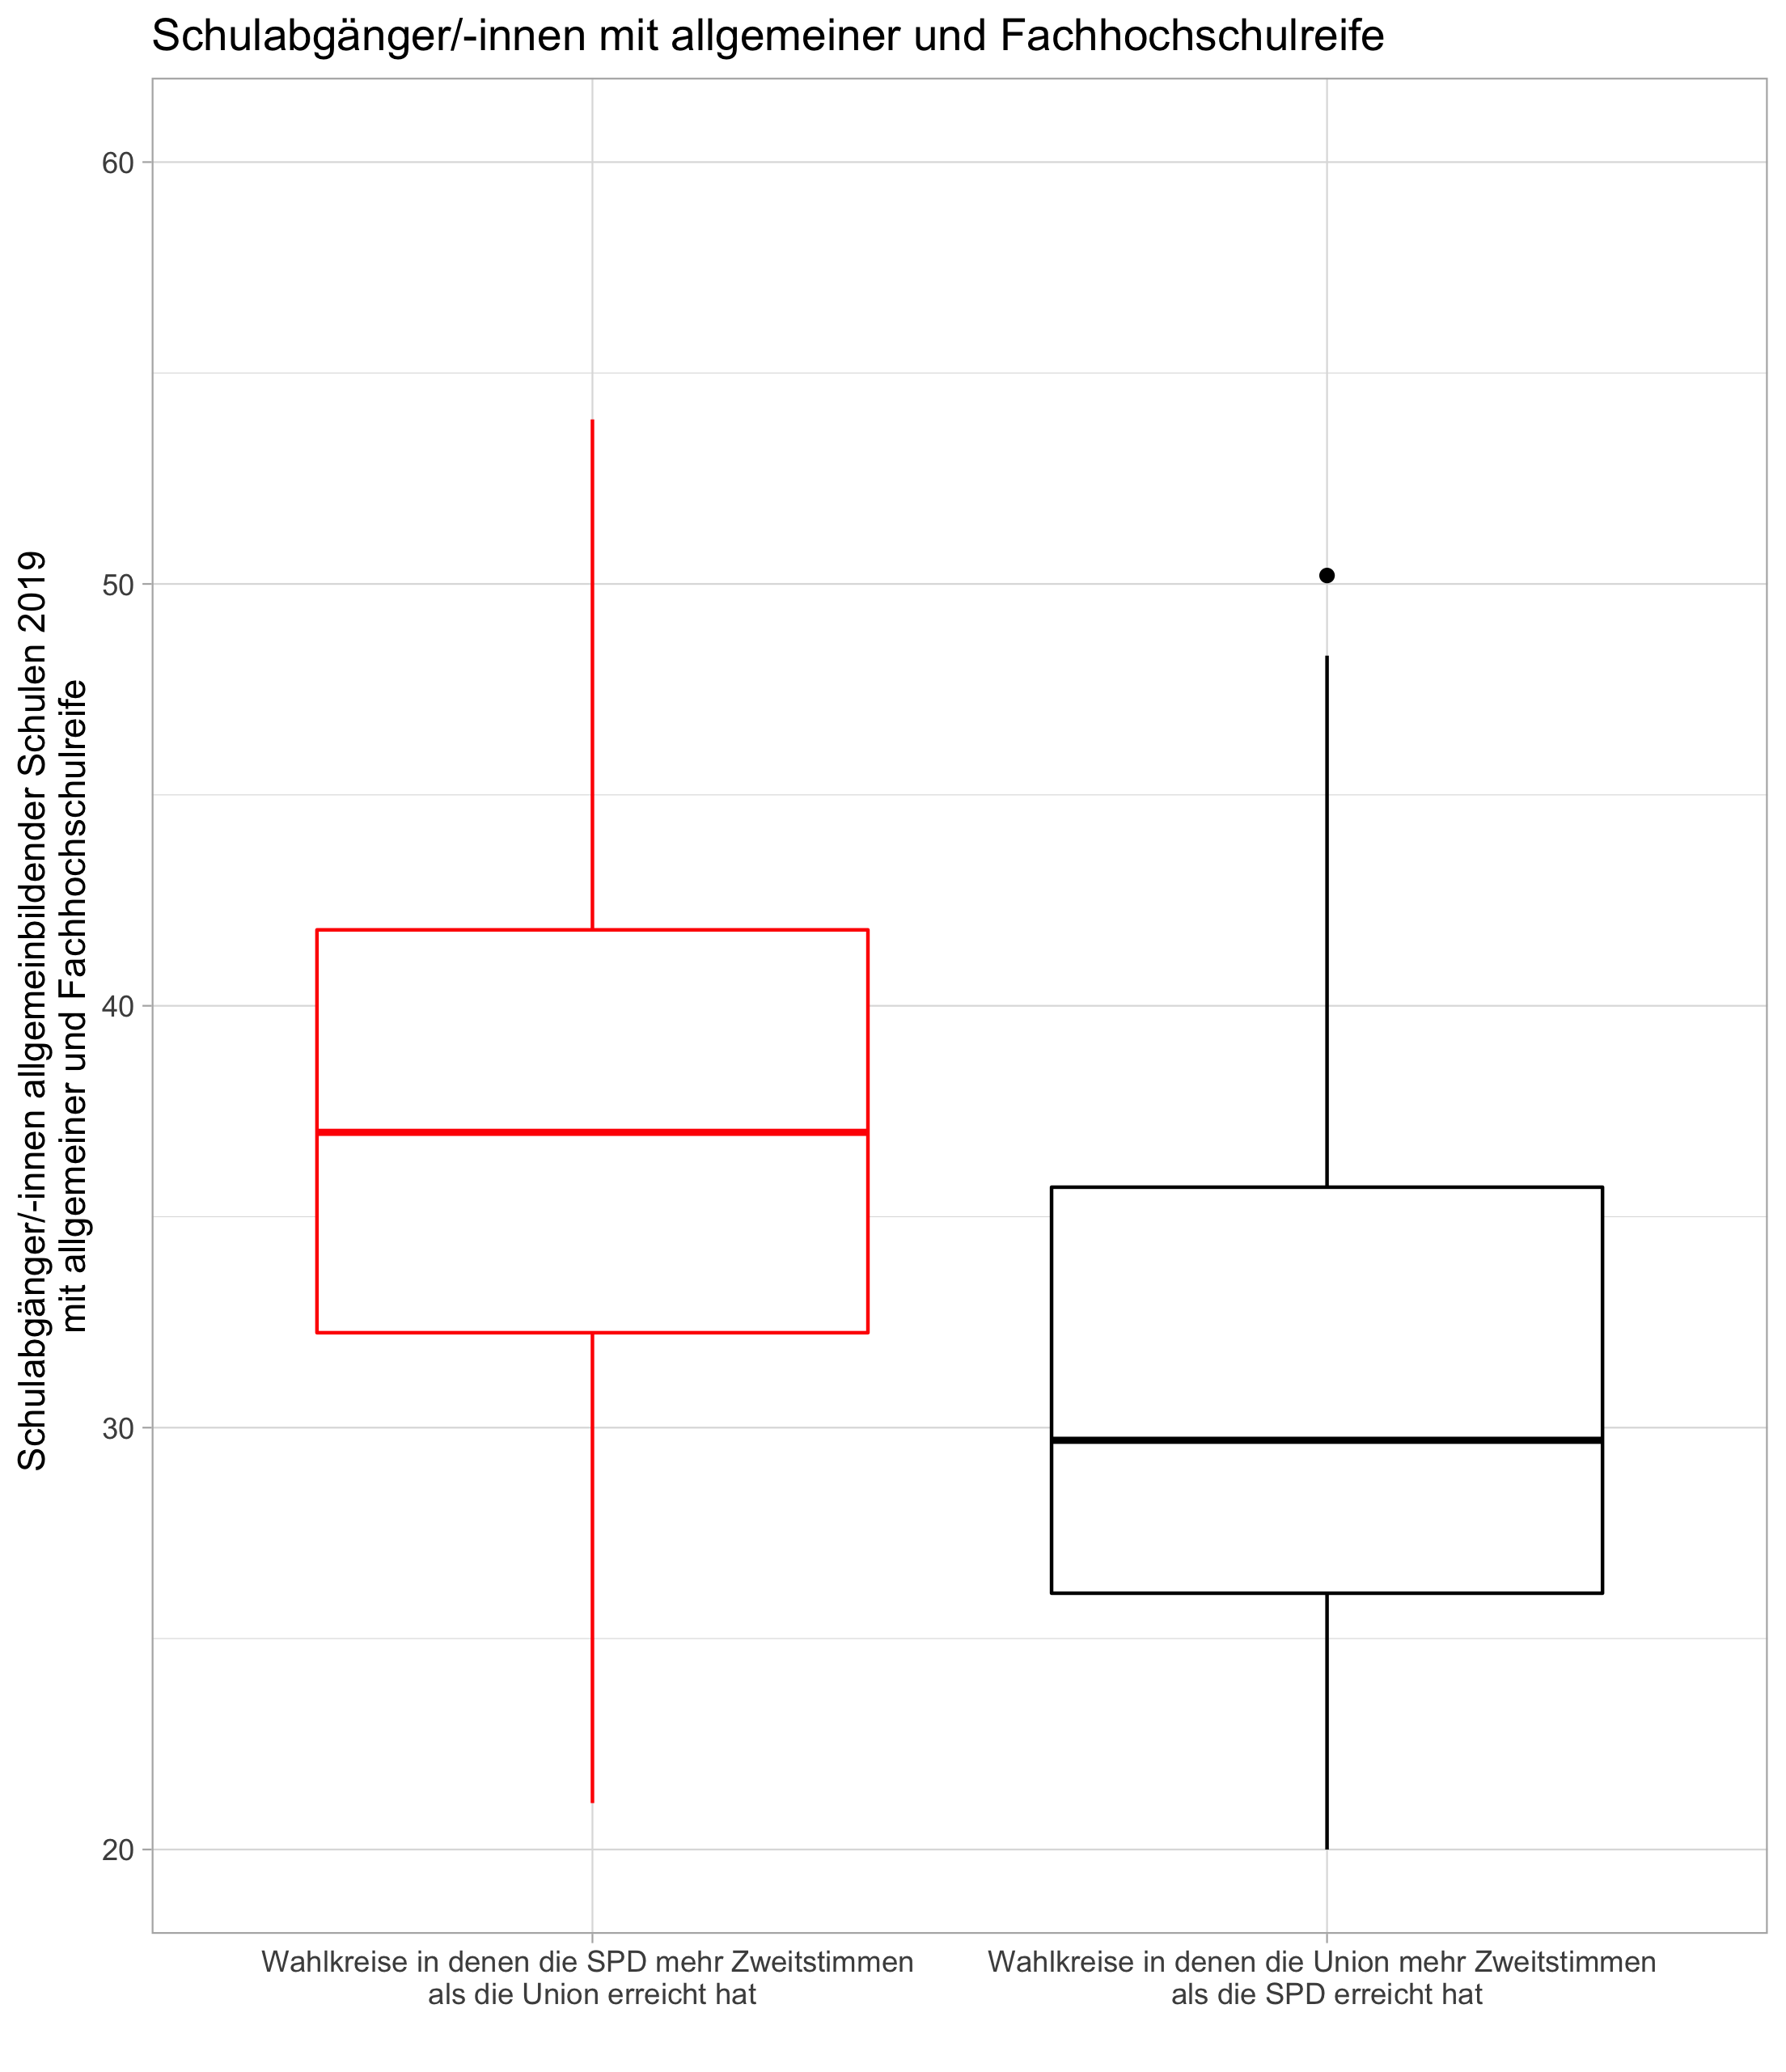 Schulabgänger/-innen mit allgemeiner und Fachhochschulreife
Schulabgänger/-innen allgemeinbildender Schulen 2019
mit allgemeiner und Fachhochschulreife
60
50
40
30
20
Wahlkreise in denen die SPD mehr Zweitstimmen
als die Union erreicht hat
Wahlkreise in denen die Union mehr Zweitstimmen
als die SPD erreicht hat